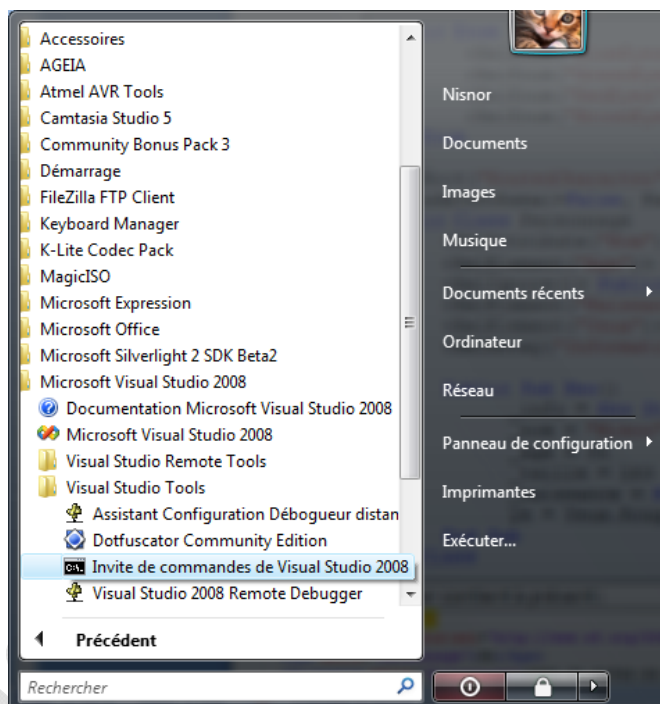 Accessoires
AGEIA
Atmel AVR Tools
Camtasia Studio 5
Community Bonus Pack 3
Démarrage
FileZilla FTP Client
Keyboard Manager
K-Lite Codec Pack
MagicISO
Microsoft Expression
Microsoft Office
Microsoft Silverlight 2 SDK Beta2
Microsoft Visual Studio 2008
Documentation Microsoft Visual Studio 2008
Microsoft Visual Studio 2008
Visual Studio Remote Tools
Visual Studio Tools
Assistant Configuration Débogueur distan
Dotfuscator Community Edition
Invite de commandes de Visual Studio 2008
Visual Studio 2008 Remote Debugger
Précédent
Rechercher
Nisnor
Documents
Images
Musique
Documents récents
Ordinateur
Réseau
Panneau de configuration
Imprimantes
Exécuter...